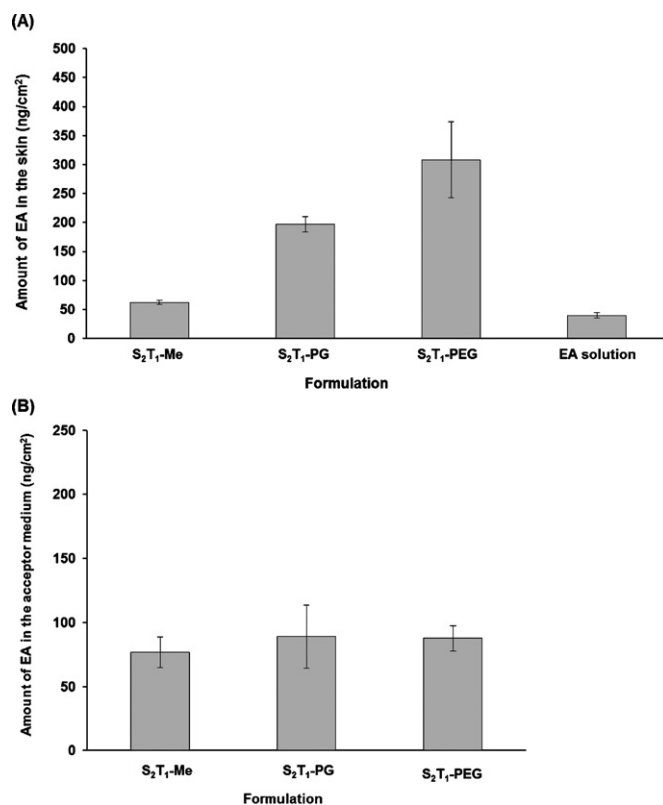 (A)
Amount of EA in the skin (ng/cm²)
500
450
400
350
300
250
200
150
100
50
0
S₂T₁-Me S₂T₁-PG S₂T₁-PEG EA solution
Formulation
(B)
Amount of EA in the acceptor medium (ng/cm²)
250
200
150
100
50
0
S₂T₁-Me S₂T₁-PG S₂T₁-PEG
Formulation